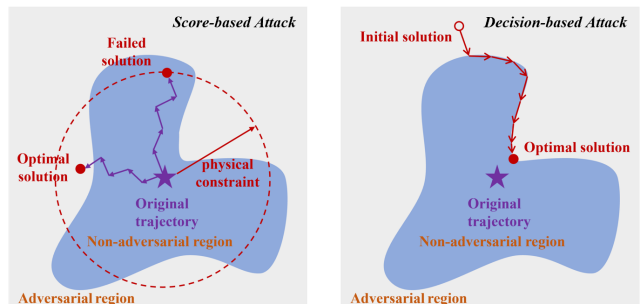 Score-based Attack
Failed
solution
Optimal
solution
physical
constraint
Original
trajectory
Non-adversarial region
Adversarial region
Decision-based Attack
Initial solution
Optimal solution
Original
trajectory
Non-adversarial region
Adversarial region